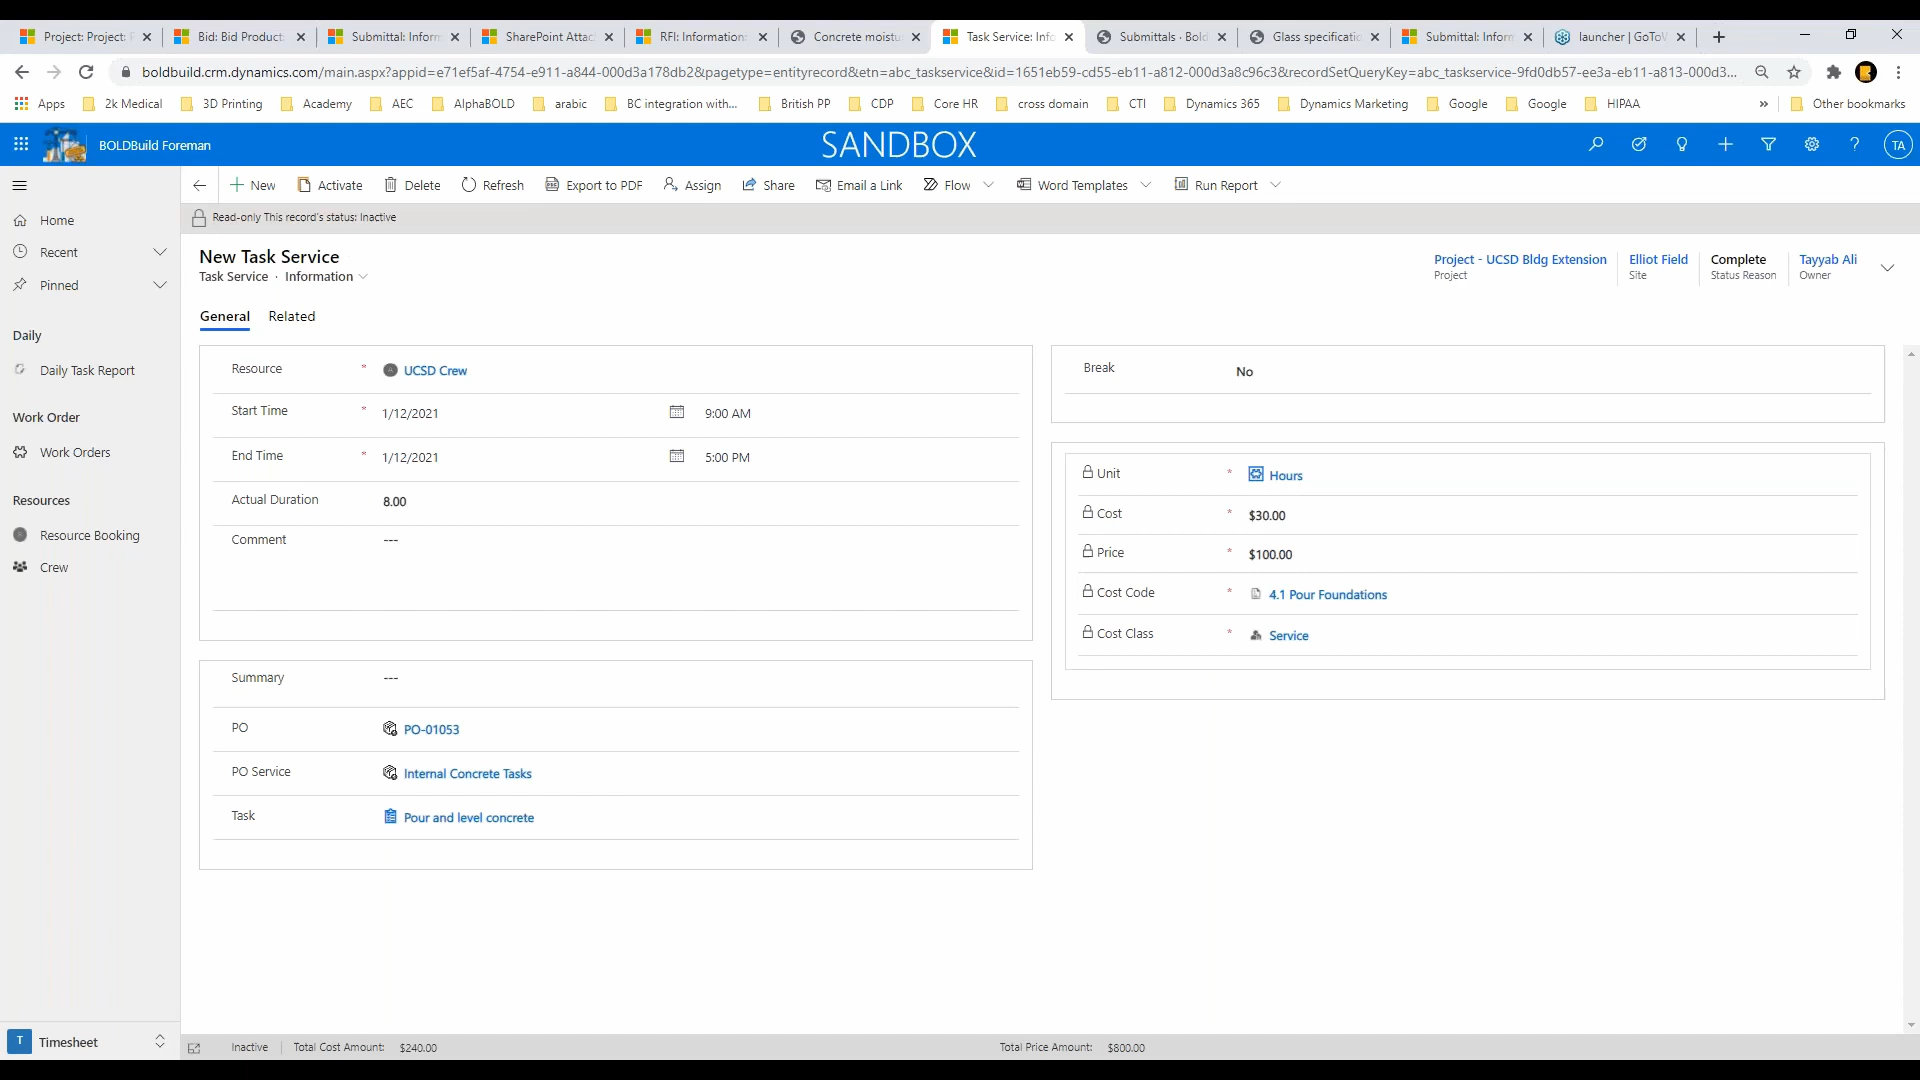 Project: Project: P
Bid: Bid Product:
Submittal: Inform
SharePoint Attac
RFI: Information:
Concrete moistu
Task Service: Info
Submittals · Bold
Glass specificatio
Submittal: Inform
launcher | GoToW
boldbuild.crm.dynamics.com/main.aspx?appid=e71ef5af-4754-e911-a844-000d3a178db2&pagetype=entityrecord&etn=abc_taskservice&id=1651eb59-cd55-eb11-a812-000d3a8c96c3&recordSetQueryKey=abc_taskservice-9fd0db57-ee3a-eb11-a813-000d3...
Apps 2k Medical 3D Printing Academy AEC AlphaBOLD arabic BC integration with... British PP CDP Core HR cross domain CTI Dynamics 365 Dynamics Marketing Google Google HIPAA » Other bookmarks
BOLDBuild Foreman
SANDBOX
TA
New Activate Delete Refresh Export to PDF Assign Share Email a Link Flow Word Templates Run Report
Read-only This record's status: Inactive
Home
Recent
Pinned
Daily
Daily Task Report
Work Order
Work Orders
Resources
Resource Booking
Crew
T Timesheet
New Task Service
Task Service · Information
Project - UCSD Bldg Extension
Project
Elliot Field
Site
Complete
Status Reason
Tayyab Ali
Owner
General Related
Resource * UCSD Crew
Start Time * 1/12/2021 9:00 AM
End Time * 1/12/2021 5:00 PM
Actual Duration 8.00
Comment ---
Summary ---
PO PO-01053
PO Service Internal Concrete Tasks
Task Pour and level concrete
Break No
Unit * Hours
Cost * $30.00
Price * $100.00
Cost Code * 4.1 Pour Foundations
Cost Class * Service
Inactive Total Cost Amount: $240.00 Total Price Amount: $800.00